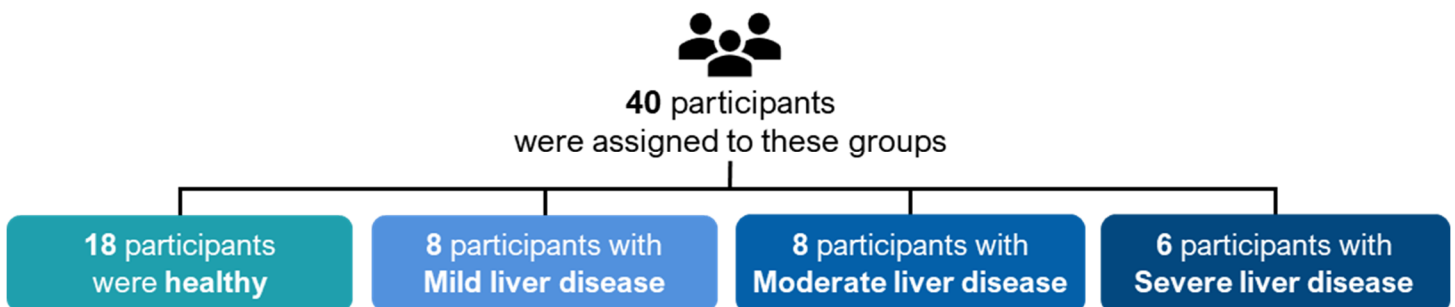 40 participants
were assigned to these groups
18 participants
were healthy
8 participants with
Mild liver disease
8 participants with
Moderate liver disease
6 participants with
Severe liver disease